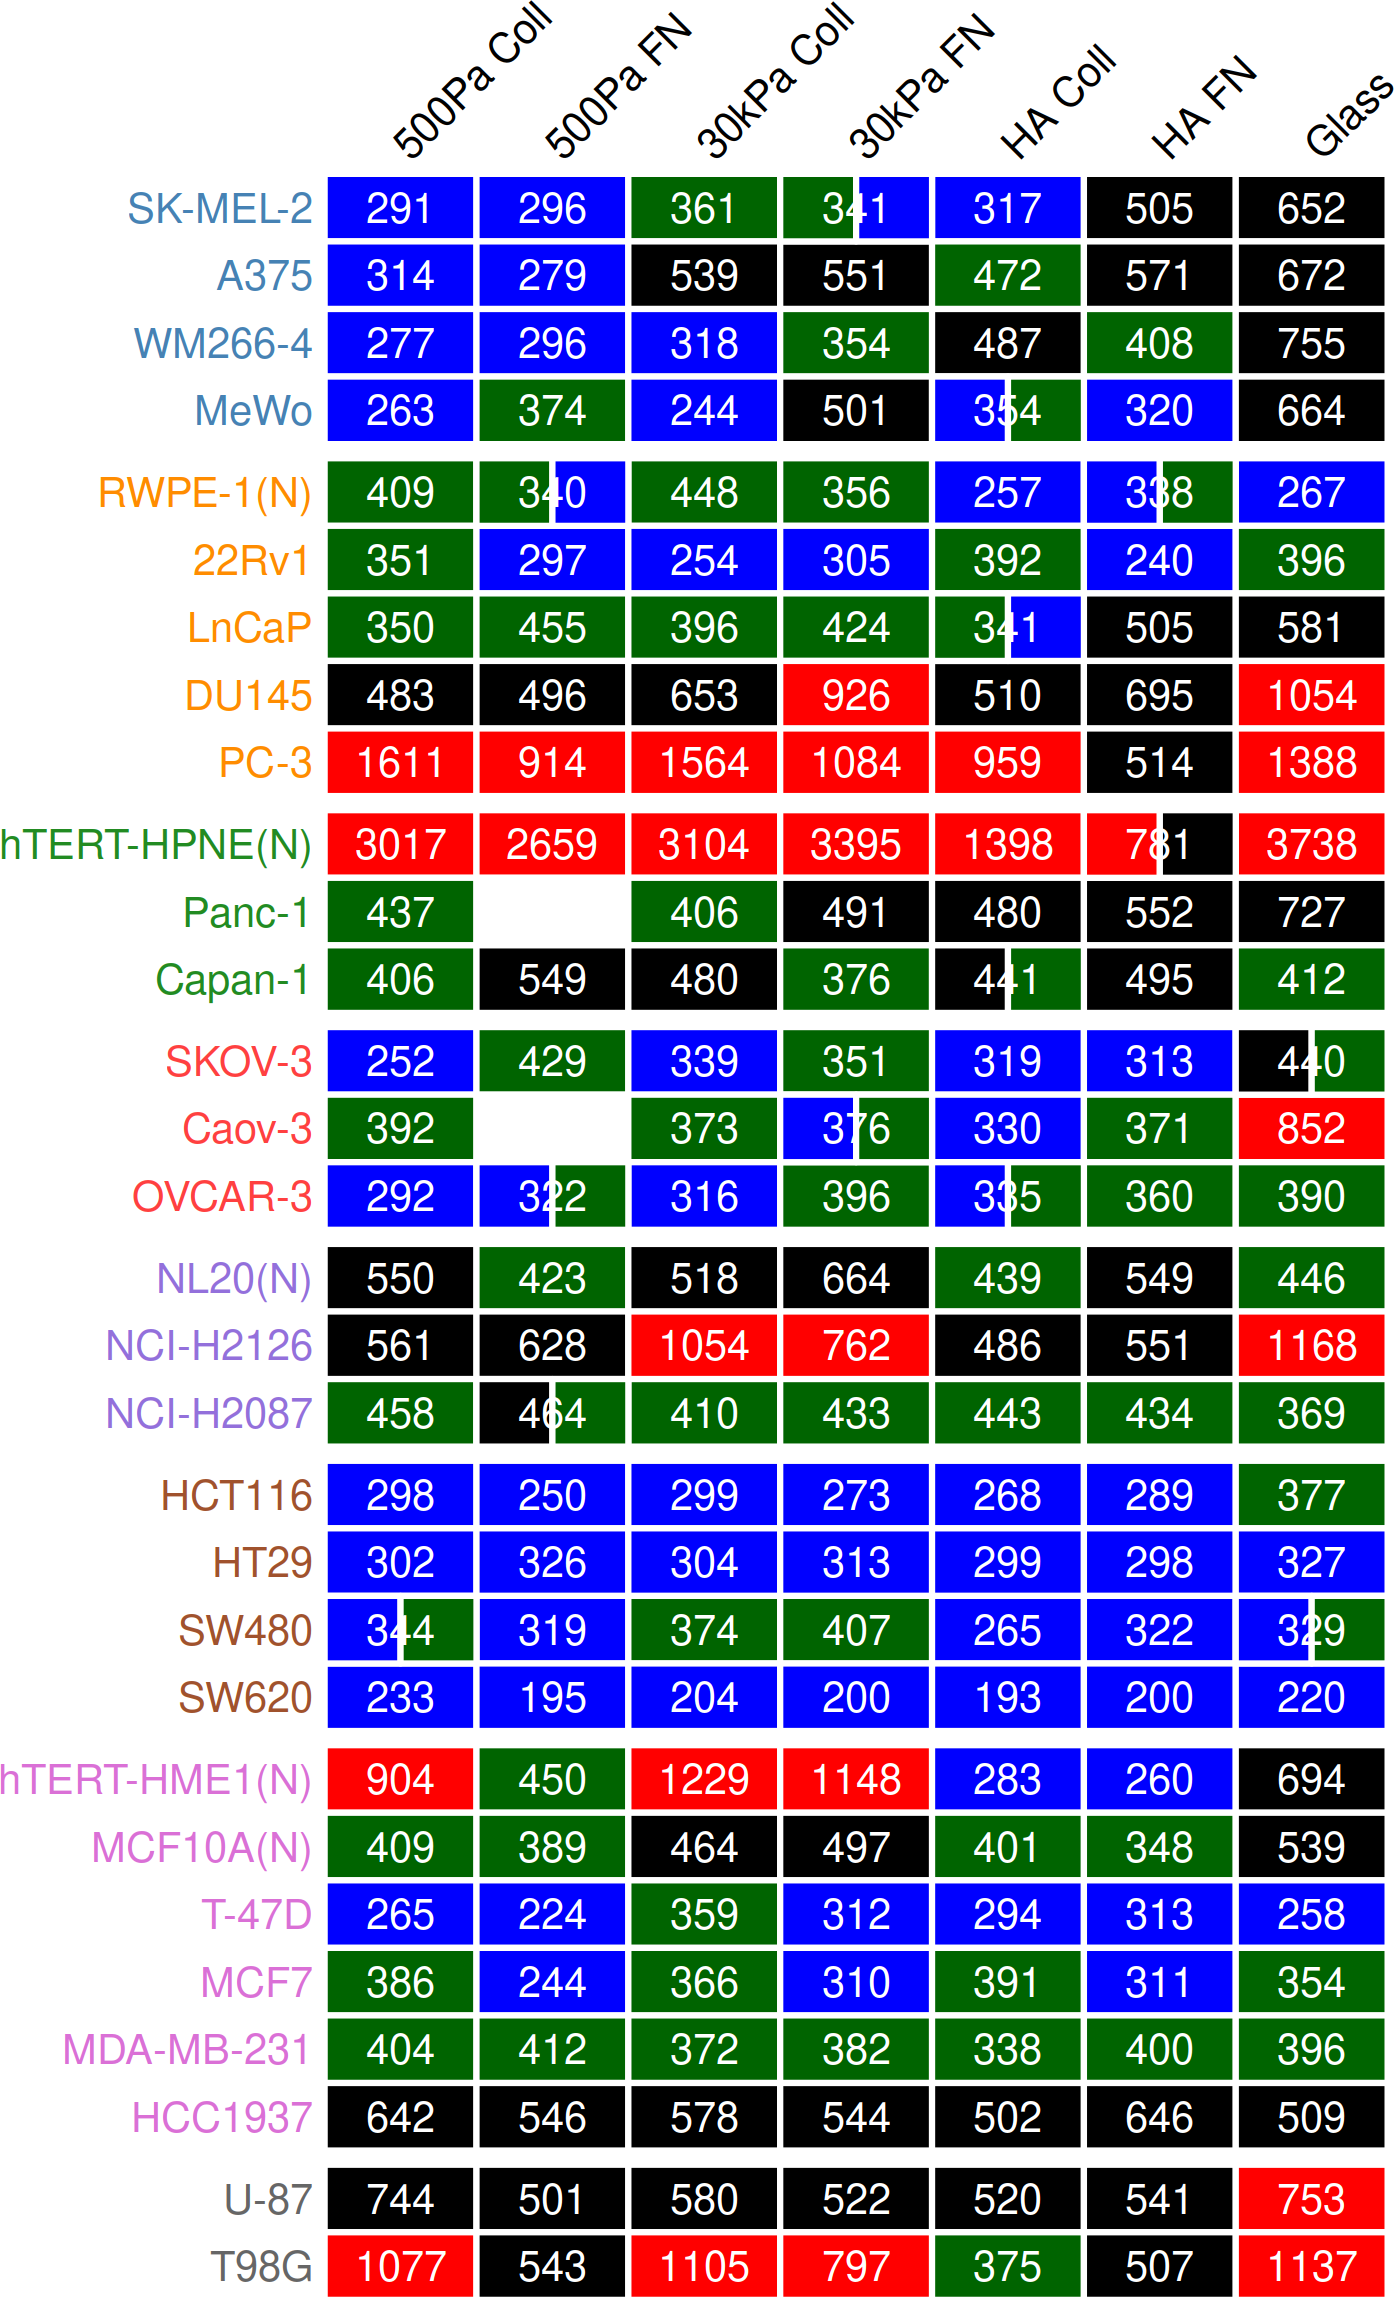 500Pa Coll 500Pa FN 30kPa Coll 30kPa FN HA Coll HA FN Glass
SK-MEL-2 291 296 361 341 317 505 652
A375 314 279 539 551 472 571 672
WM266-4 277 296 318 354 487 408 755
MeWo 263 374 244 501 354 320 664
RWPE-1(N) 409 340 448 356 257 338 267
22Rv1 351 297 254 305 392 240 396
LnCaP 350 455 396 424 341 505 581
DU145 483 496 653 926 510 695 1054
PC-3 1611 914 1564 1084 959 514 1388
hTERT-HPNE(N) 3017 2659 3104 3395 1398 781 3738
Panc-1 437 406 491 480 552 727
Capan-1 406 549 480 376 441 495 412
SKOV-3 252 429 339 351 319 313 440
Caov-3 392 373 376 330 371 852
OVCAR-3 292 322 316 396 335 360 390
NL20(N) 550 423 518 664 439 549 446
NCI-H2126 561 628 1054 762 486 551 1168
NCI-H2087 458 464 410 433 443 434 369
HCT116 298 250 299 273 268 289 377
HT29 302 326 304 313 299 298 327
SW480 344 319 374 407 265 322 329
SW620 233 195 204 200 193 200 220
hTERT-HME1(N) 904 450 1229 1148 283 260 694
MCF10A(N) 409 389 464 497 401 348 539
T-47D 265 224 359 312 294 313 258
MCF7 386 244 366 310 391 311 354
MDA-MB-231 404 412 372 382 338 400 396
HCC1937 642 546 578 544 502 646 509
U-87 744 501 580 522 520 541 753
T98G 1077 543 1105 797 375 507 1137